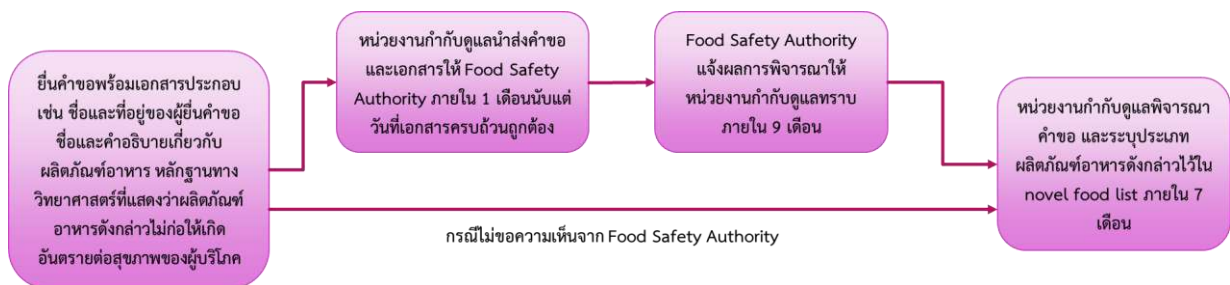 ยื่นคำขอพร้อมเอกสารประกอบ
เช่น ชื่อและที่อยู่ของผู้ยื่นคำขอ
ชื่อและคำอธิบายเกี่ยวกับ
ผลิตภัณฑ์อาหาร หลักฐานทาง
วิทยาศาสตร์ที่แสดงว่าผลิตภัณฑ์
อาหารดังกล่าวไม่ก่อให้เกิด
อันตรายต่อสุขภาพของผู้บริโภค
หน่วยงานกำกับดูแลนำส่งคำขอ
และเอกสารให้ Food Safety
Authority ภายใน 1 เดือนนับแต่
วันที่เอกสารครบถ้วนถูกต้อง
Food Safety Authority
แจ้งผลการพิจารณาให้
หน่วยงานกำกับดูแลทราบ
ภายใน 9 เดือน
หน่วยงานกำกับดูแลพิจารณา
คำขอ และระบุประเภท
ผลิตภัณฑ์อาหารดังกล่าวไว้ใน
novel food list ภายใน 7
เดือน
กรณีไม่ขอความเห็นจาก Food Safety Authority